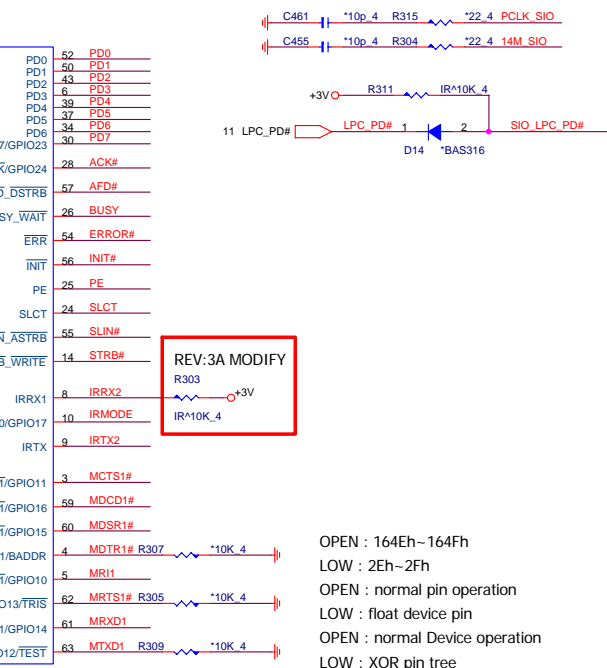 C461 *10p_4 R315 *22_4 PCLK_SIO
C455 *10p_4 R304 *22_4 14M_SIO
+3V R311 IR^10K_4
11 LPC_PD# LPC_PD# 1 2 SIO_LPC_PD#
D14 *BAS316
PD0 52 PD0
PD1 50 PD1
PD2 43 PD2
PD3 6 PD3
PD4 39 PD4
PD5 37 PD5
PD6 34 PD6
7/GPIO23 30 PD7
K/GPIO24 28 ACK#
D_DSTRB 57 AFD#
SY_WAIT 26 BUSY
ERR 54 ERROR#
INIT 56 INIT#
PE 25 PE
SLCT 24 SLCT
N_ASTRB 55 SLIN#
B_WRITE 14 STRB#
REV:3A MODIFY
R303
IRRX1 8 IRRX2 +3V
IR^10K_4
0/GPIO17 10 IRMODE
IRTX 9 IRTX2
1/GPIO11 3 MCTS1#
1/GPIO16 59 MDCD1#
1/GPIO15 60 MDSR1#
1/BADDR 4 MDTR1# R307 *10K_4
1/GPIO10 5 MRI1
O13/TRIS 62 MRTS1# R305 *10K_4
1/GPIO14 61 MRXD1
O12/TEST 63 MTXD1 R309 *10K_4
OPEN : 164Eh~164Fh
LOW : 2Eh~2Fh
OPEN : normal pin operation
LOW : float device pin
OPEN : normal Device operation
LOW : XOR pin tree